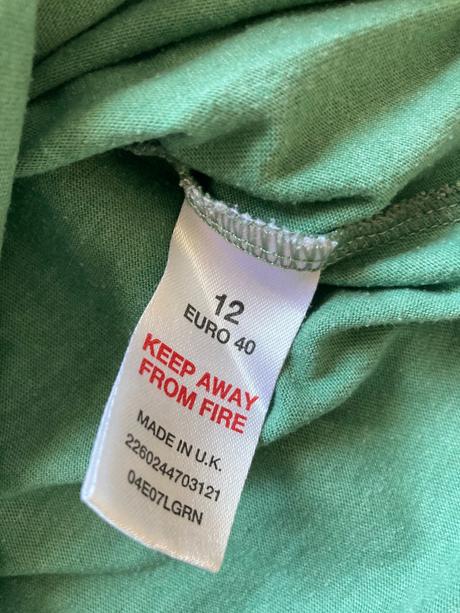 12
EURO 40
KEEP AWAY
FROM FIRE
MADE IN U.K.
2260244703121
04E07LGRN